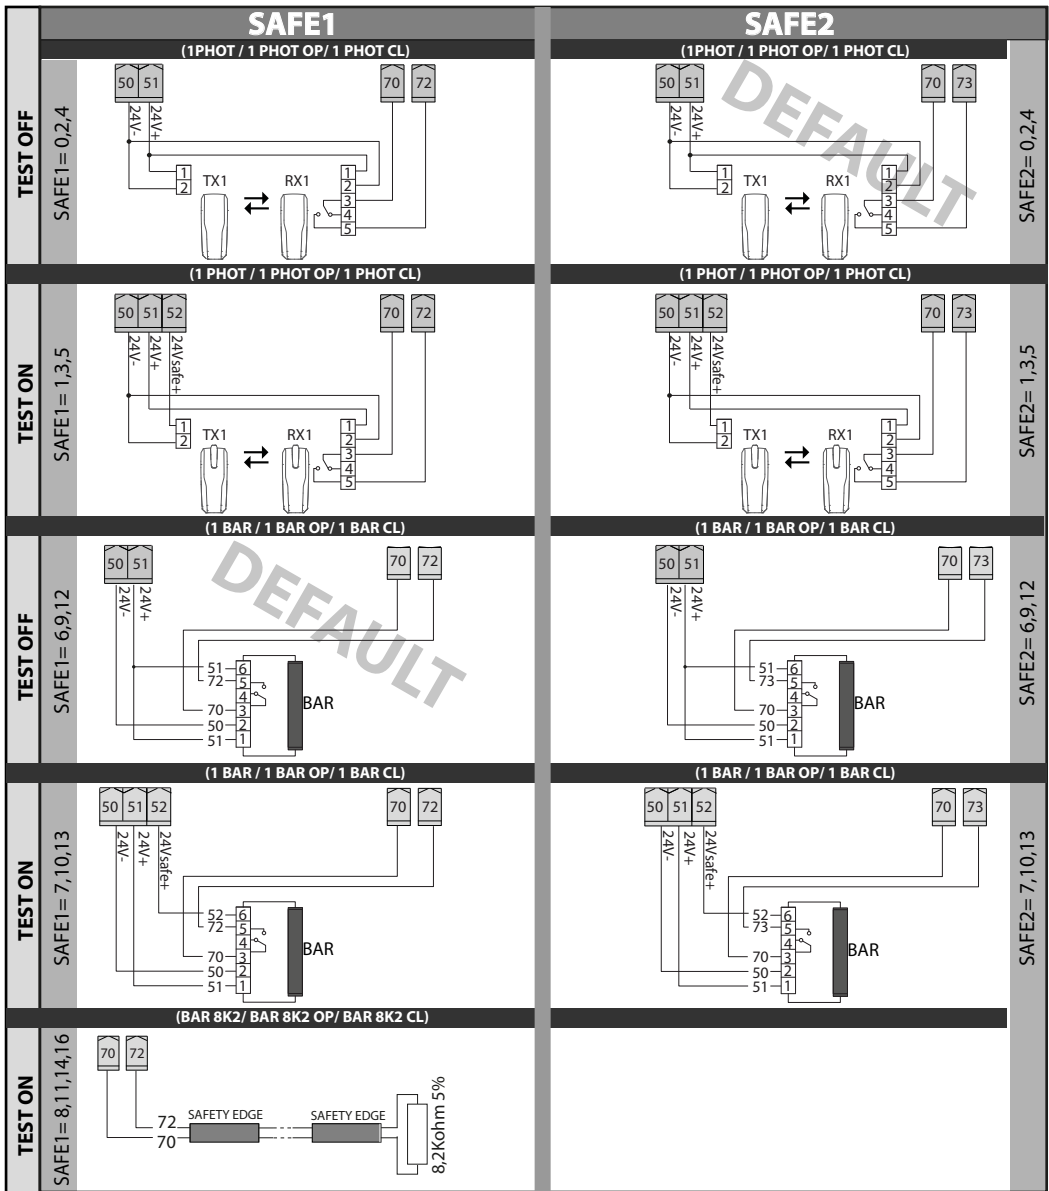 SAFE1
SAFE2
(1PHOT / 1 PHOT OP/ 1 PHOT CL)
(1PHOT / 1 PHOT OP/ 1 PHOT CL)
TEST OFF
SAFE1= 0,2,4
50 51
70 72
24V-
24V+
1
2
TX1
RX1
1
2
3
4
5
50 51
70 73
24V-
24V+
1
2
TX1
RX1
1
2
3
4
5
DEFAULT
SAFE2= 0,2,4
(1 PHOT / 1 PHOT OP/ 1 PHOT CL)
(1 PHOT / 1 PHOT OP/ 1 PHOT CL)
TEST ON
SAFE1= 1,3,5
50 51 52
70 72
24V-
24V+
24Vsafe+
1
2
TX1
RX1
1
2
3
4
5
50 51 52
70 73
24V-
24V+
24Vsafe+
1
2
TX1
RX1
1
2
3
4
5
SAFE2= 1,3,5
(1 BAR / 1 BAR OP/ 1 BAR CL)
(1 BAR / 1 BAR OP/ 1 BAR CL)
TEST OFF
SAFE1= 6,9,12
50 51
70 72
24V-
24V+
DEFAULT
51 6
72 5
4
70 3
50 2
51 1
BAR
50 51
70 73
24V-
24V+
51 6
73 5
4
70 3
50 2
51 1
BAR
SAFE2= 6,9,12
(1 BAR / 1 BAR OP/ 1 BAR CL)
(1 BAR / 1 BAR OP/ 1 BAR CL)
TEST ON
SAFE1= 7,10,13
50 51 52
70 72
24V-
24V+
24Vsafe+
52 6
72 5
4
70 3
50 2
51 1
BAR
50 51 52
70 73
24V-
24V+
24Vsafe+
52 6
73 5
4
70 3
50 2
51 1
BAR
SAFE2= 7,10,13
(BAR 8K2/ BAR 8K2 OP/ BAR 8K2 CL)
TEST ON
SAFE1= 8,11,14,16
70 72
72
70
SAFETY EDGE
SAFETY EDGE
8,2Kohm 5%